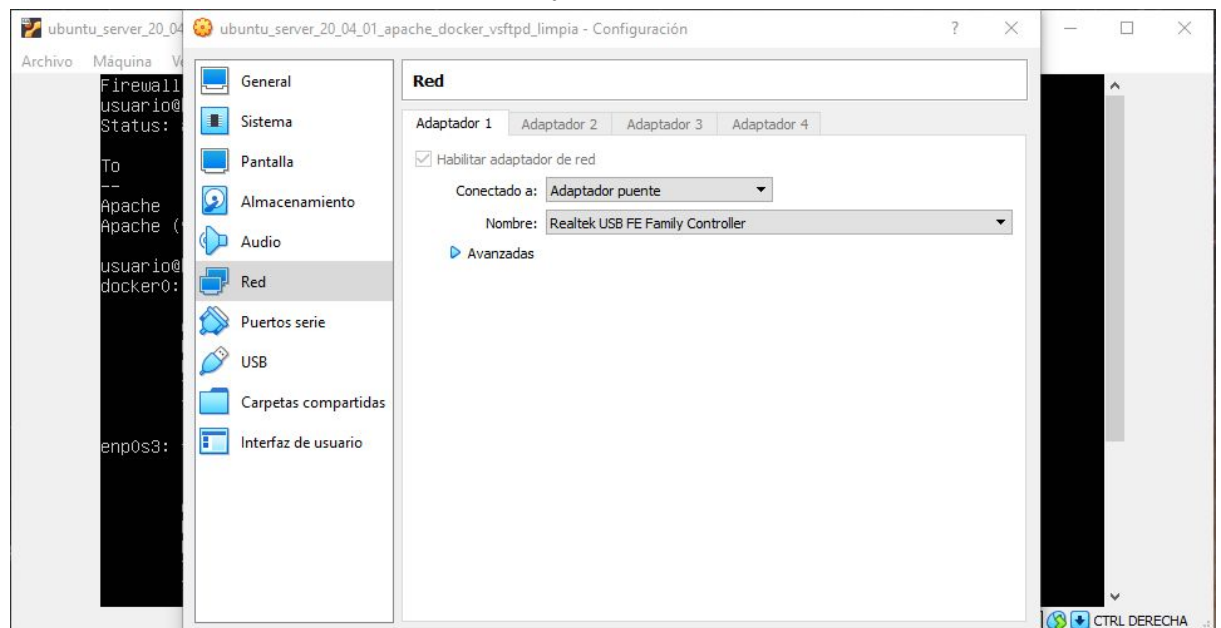 ubuntu_server_20_04
ubuntu_server_20_04_01_apache_docker_vsftpd_limpia - Configuración
?
Archivo Máquina
Firewall
usuario@
Status:
To
--
Apache
Apache (
usuario@
docker0:
enp0s3:
General
Sistema
Pantalla
Almacenamiento
Audio
Red
Puertos serie
USB
Carpetas compartidas
Interfaz de usuario
Red
Adaptador 1 Adaptador 2 Adaptador 3 Adaptador 4
Habilitar adaptador de red
Conectado a: Adaptador puente
Nombre: Realtek USB FE Family Controller
Avanzadas
CTRL DERECHA